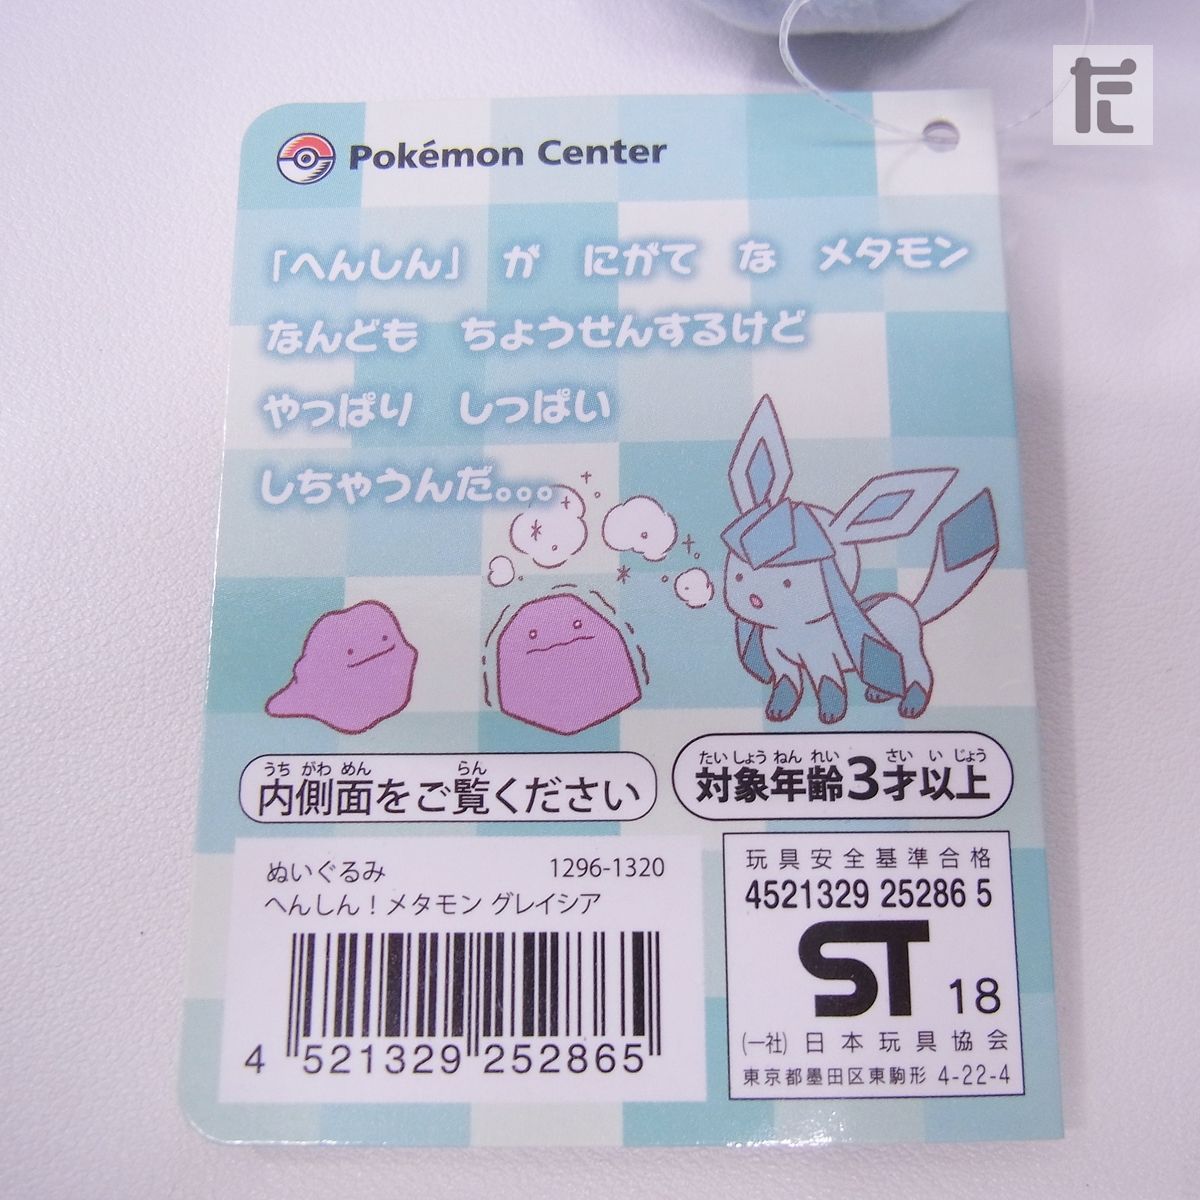 Pokémon Center
「へんしん」 が にがて な メタモン
なんども ちょうせんするけど
やっぱり しっぱい
しちゃうんだ。。。
うち がわ めん らん
内側面をご覧ください
たい しょう ねん れい さい い じょう
対象年齢3才以上
ぬいぐるみ 1296-1320
へんしん！メタモン グレイシア
4 521329 252865
玩具安全基準合格
4521329 25286 5
ST 18
(一社) 日本玩具協会
東京都墨田区東駒形 4-22-4